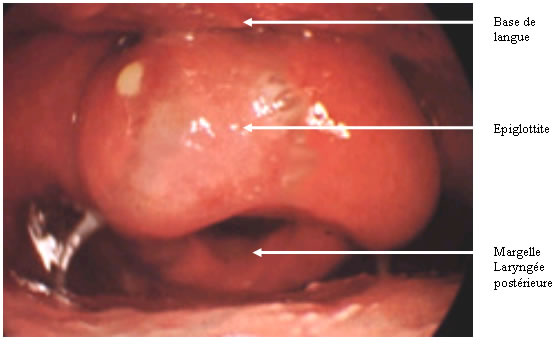 Base de
langue
Epiglottite
Margelle
Laryngée
postérieure